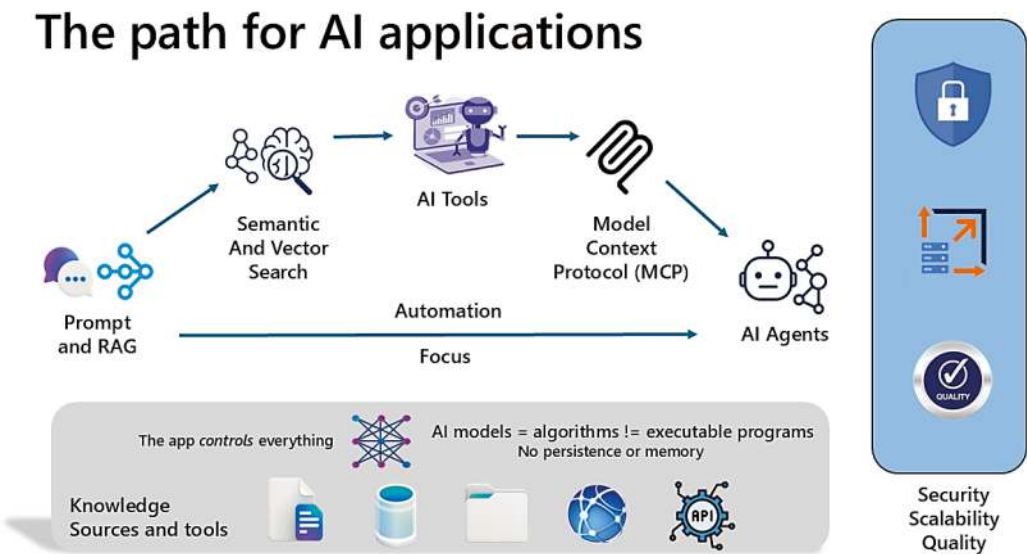 The path for AI applications
AI Tools
Semantic
And Vector
Search
Model
Context
Protocol (MCP)
Prompt
and RAG
Automation
Focus
AI Agents
The app controls everything
AI models = algorithms != executable programs
No persistence or memory
Knowledge
Sources and tools
API
QUALITY
Security
Scalability
Quality